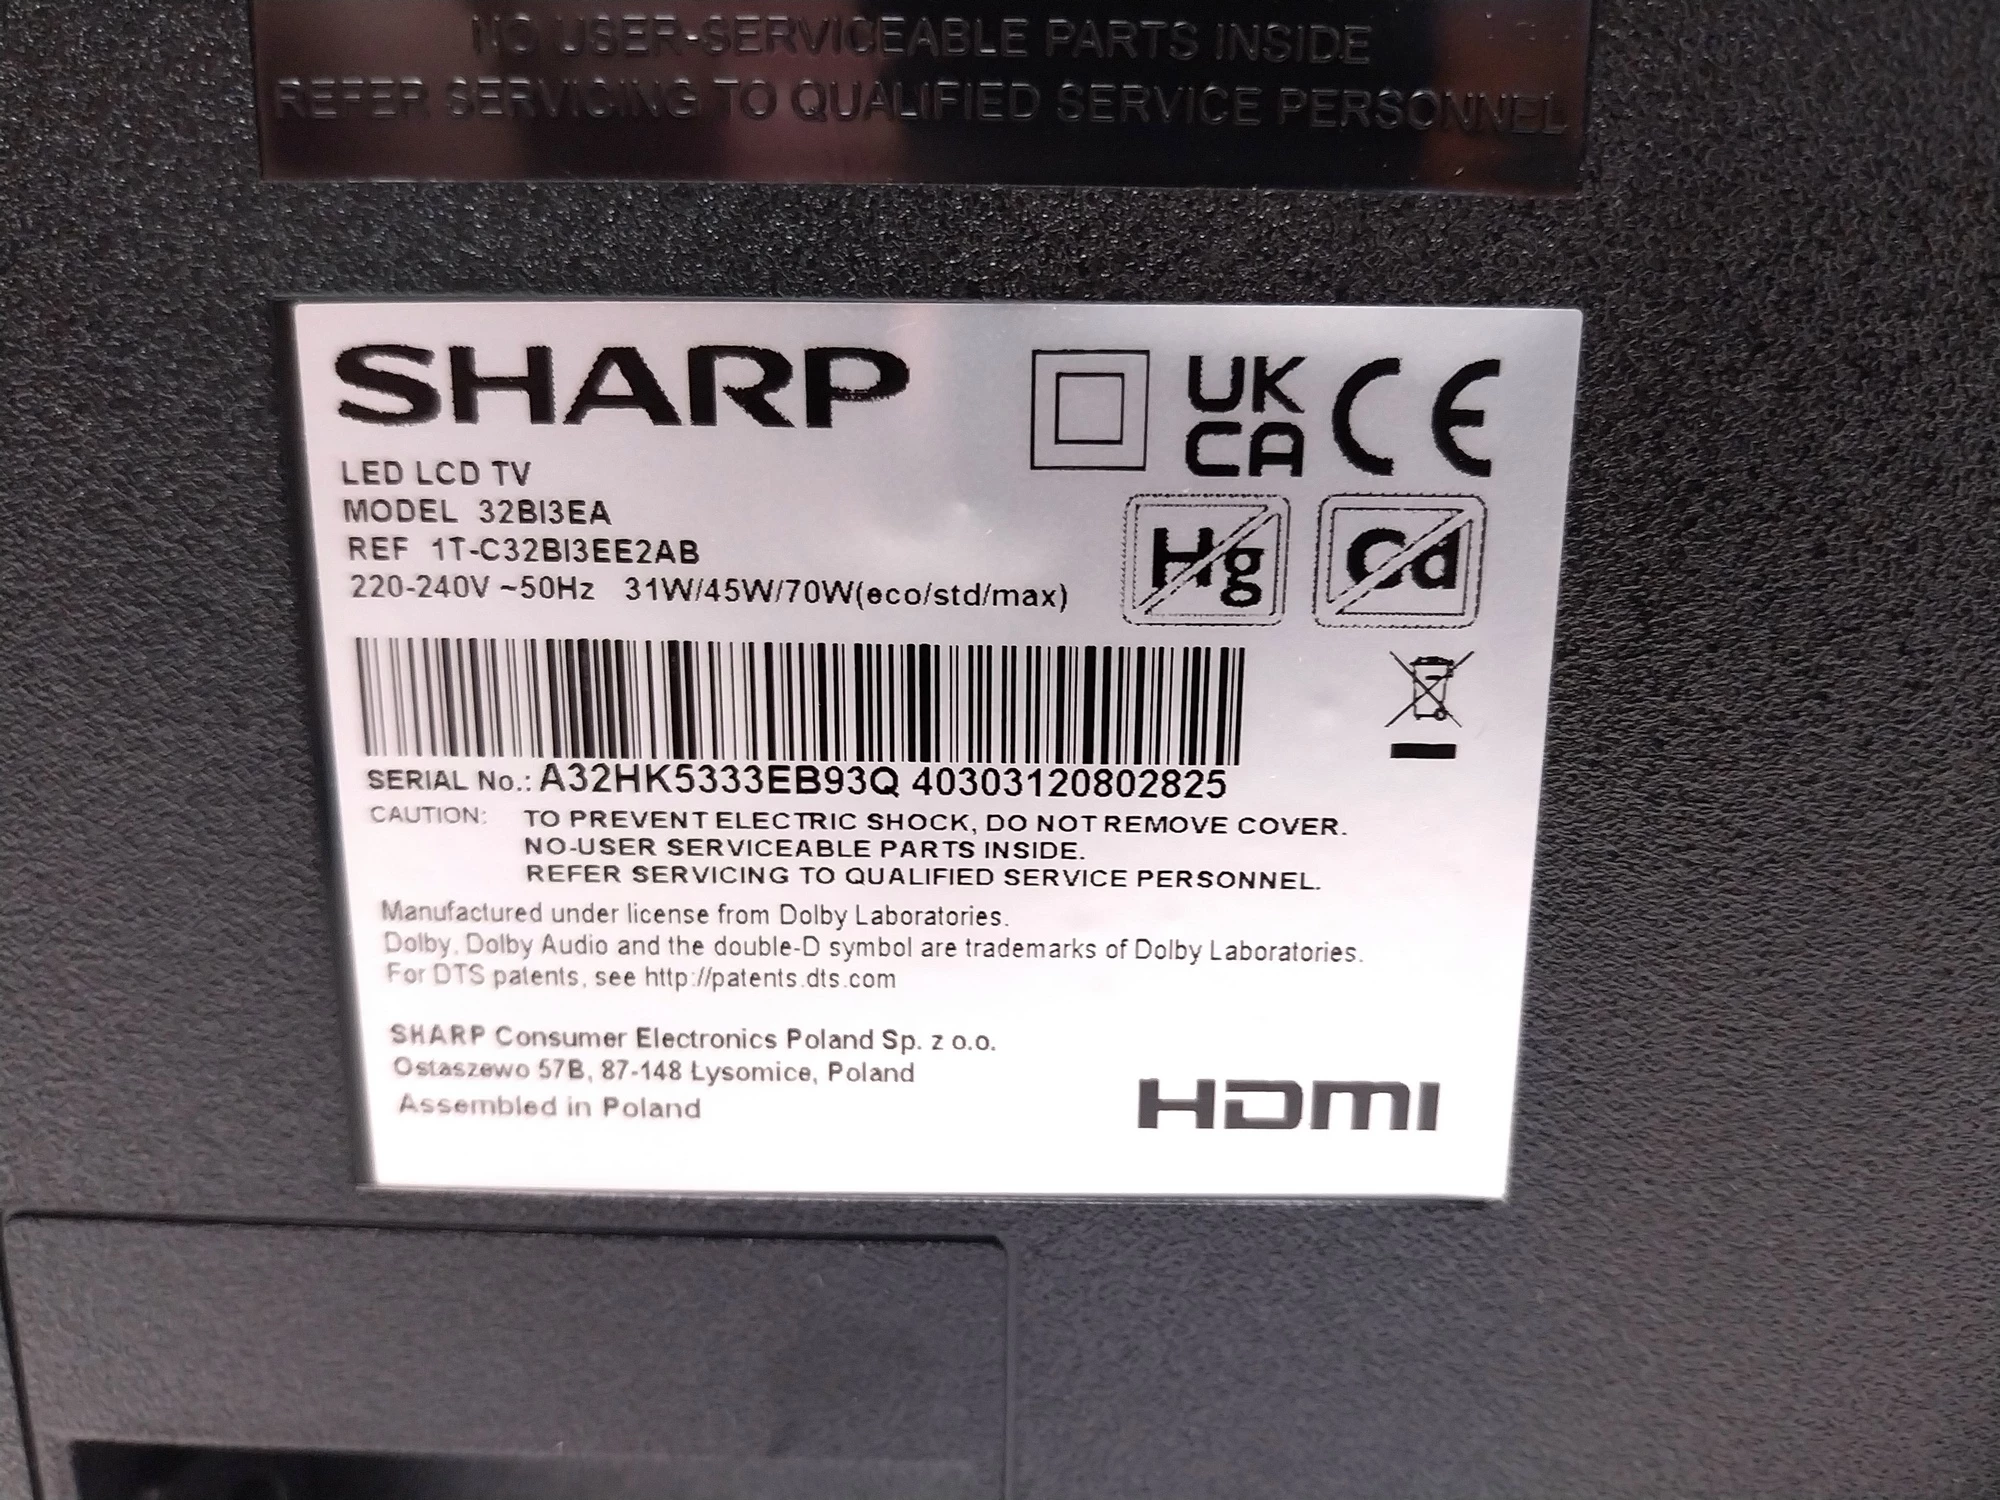 NO USER-SERVICEABLE PARTS INSIDE
REFER SERVICING TO QUALIFIED SERVICE PERSONNEL
SHARP
UK
CA
CE
LED LCD TV
MODEL 32BI3EA
REF 1T-C32BI3EE2AB
220-240V ~50Hz 31W/45W/70W(eco/std/max)
Hg
Cd
SERIAL No.: A32HK5333EB93Q 40303120802825
CAUTION: TO PREVENT ELECTRIC SHOCK, DO NOT REMOVE COVER.
NO-USER SERVICEABLE PARTS INSIDE.
REFER SERVICING TO QUALIFIED SERVICE PERSONNEL.
Manufactured under license from Dolby Laboratories.
Dolby, Dolby Audio and the double-D symbol are trademarks of Dolby Laboratories.
For DTS patents, see http://patents.dts.com
SHARP Consumer Electronics Poland Sp. z o.o.
Ostaszewo 57B, 87-148 Łysomice, Poland
Assembled in Poland
HDMI